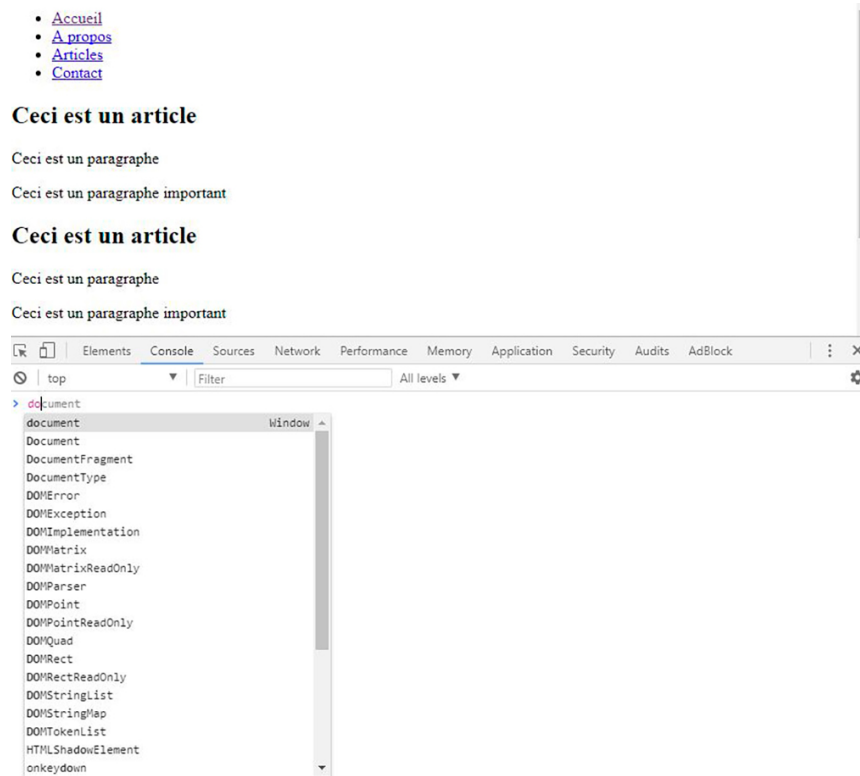 Accueil
A propos
Articles
Contact
Ceci est un article
Ceci est un paragraphe
Ceci est un paragraphe important
Ceci est un article
Ceci est un paragraphe
Ceci est un paragraphe important
Elements Console Sources Network Performance Memory Application Security Audits AdBlock
top Filter All levels
document
document Window
Document
DocumentFragment
DocumentType
DOMError
DOMException
DOMImplementation
DOMMatrix
DOMMatrixReadOnly
DOMParser
DOMPoint
DOMPointReadOnly
DOMQuad
DOMRect
DOMRectReadOnly
DOMStringList
DOMStringMap
DOMTokenList
HTMLShadowElement
onkeydown